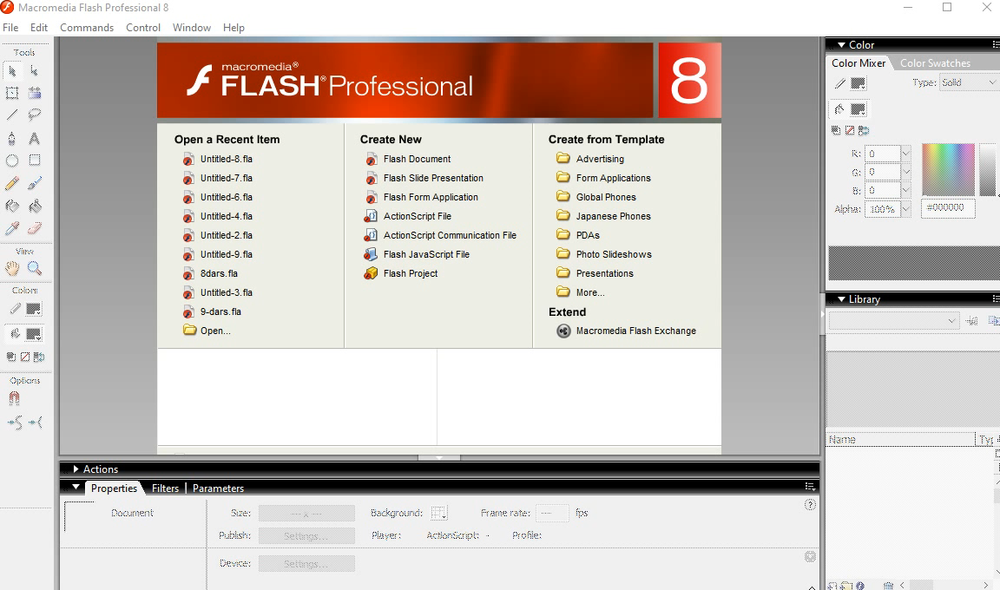 Macromedia Flash Professional 8
File Edit Commands Control Window Help
Tools
View
Colors
Options
macromedia®
FLASH® Professional 8
Open a Recent Item
Untitled-8.fla
Untitled-7.fla
Untitled-6.fla
Untitled-4.fla
Untitled-2.fla
Untitled-9.fla
8dars.fla
Untitled-3.fla
9-dars.fla
Open...
Create New
Flash Document
Flash Slide Presentation
Flash Form Application
ActionScript File
ActionScript Communication File
Flash JavaScript File
Flash Project
Create from Template
Advertising
Form Applications
Global Phones
Japanese Phones
PDAs
Photo Slideshows
Presentations
More...
Extend
Macromedia Flash Exchange
Color
Color Mixer Color Swatches
Type: Solid
R: 0
G: 0
B: 0
Alpha: 100% #000000
Library
Name
Actions
Properties Filters Parameters
Document
Size: --- x --- Background: Frame rate: --- fps
Publish: Settings... Player: ActionScript: - Profile:
Device: Settings...